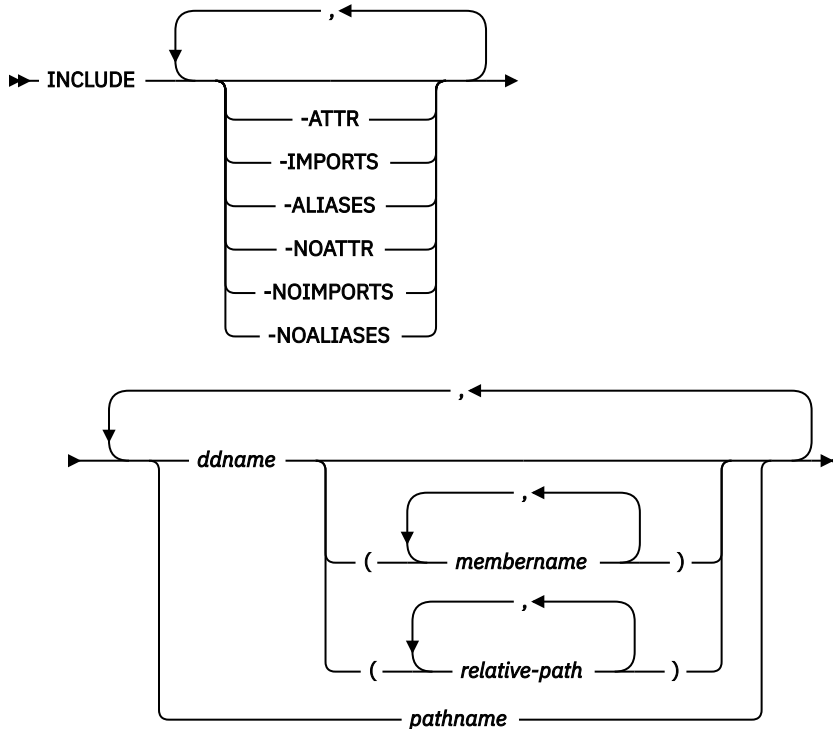 ,
INCLUDE
-ATTR
-IMPORTS
-ALIASES
-NOATTR
-NOIMPORTS
-NOALIASES
,
ddname
,
( membername )
,
( relative-path )
pathname